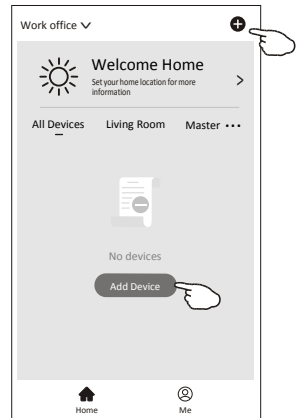 Work office
Welcome Home
Set your home location for more
information
All Devices Living Room Master •••
No devices
Add Device
Home Me